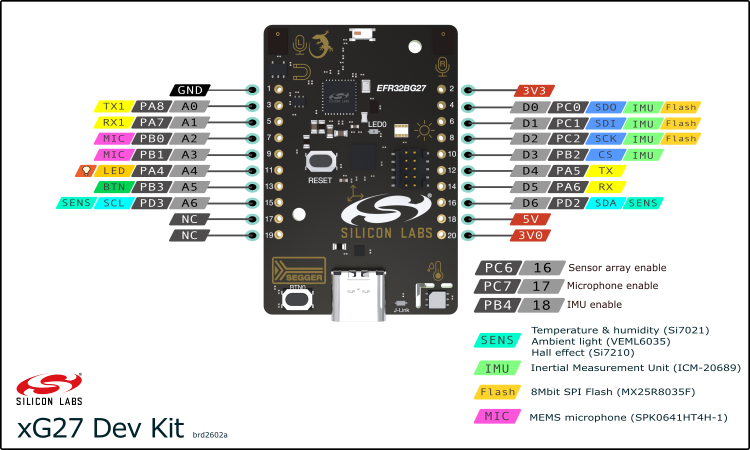 L
R
EFR32BG27
LED0
RESET
SILICON LABS
SEGGER
BTN0
J-Link
GND 1
TX1 PA8 A0 3
RX1 PA7 A1 5
MIC PB0 A2 7
MIC PB1 A3 9
LED PA4 A4 11
BTN PB3 A5 13
SENS SCL PD3 A6 15
NC 17
NC 19
2 3V3
4 D0 PC0 SDO IMU Flash
6 D1 PC1 SDI IMU Flash
8 D2 PC2 SCK IMU Flash
10 D3 PB2 CS IMU
12 D4 PA5 TX
14 D5 PA6 RX
16 D6 PD2 SDA SENS
18 5V
20 3V0
PC6 16 Sensor array enable
PC7 17 Microphone enable
PB4 18 IMU enable
SENS
Temperature & humidity (Si7021)
Ambient light (VEML6035)
Hall effect (Si7210)
IMU Inertial Measurement Unit (ICM-20689)
Flash 8Mbit SPI Flash (MX25R8035F)
MIC MEMS microphone (SPK0641HT4H-1)
SILICON LABS
xG27 Dev Kit brd2602a